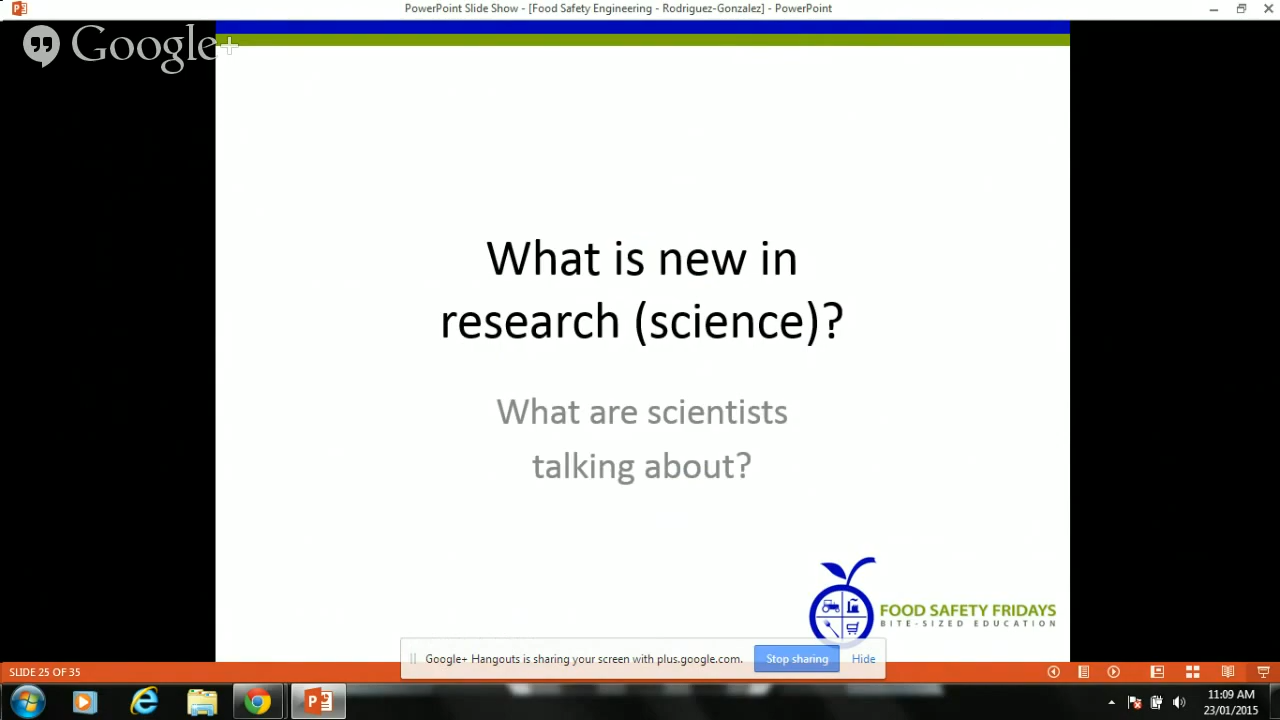 PowerPoint Slide Show - [Food Safety Engineering - Rodriguez-Gonzalez] - PowerPoint
Google+
What is new in
research (science)?
What are scientists
talking about?
FOOD SAFETY FRIDAYS
BITE-SIZED EDUCATION
Google+ Hangouts is sharing your screen with plus.google.com.
Stop sharing
Hide
SLIDE 25 OF 35
11:09 AM
23/01/2015